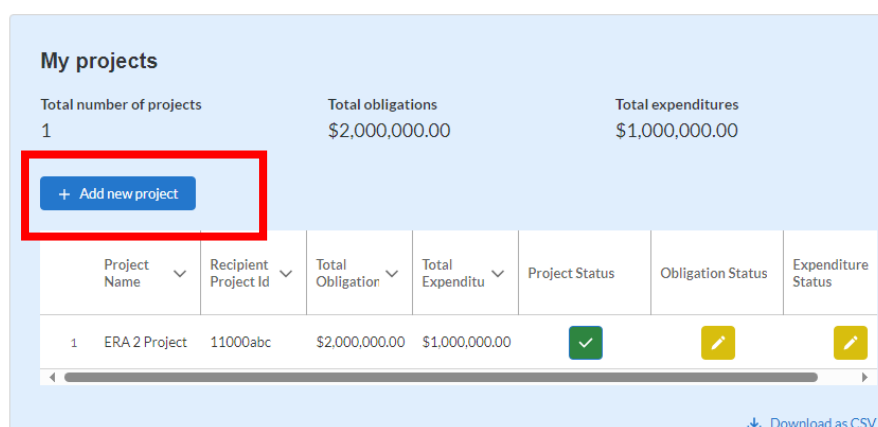 My projects
Total number of projects Total obligations Total expenditures
1 $2,000,000.00 $1,000,000.00
+ Add new project
Project Recipient Total Total Project Status Obligation Status Expenditure
Name Project Id Obligation Expenditu Status
1 ERA 2 Project 11000abc $2,000,000.00 $1,000,000.00
Download as CSV